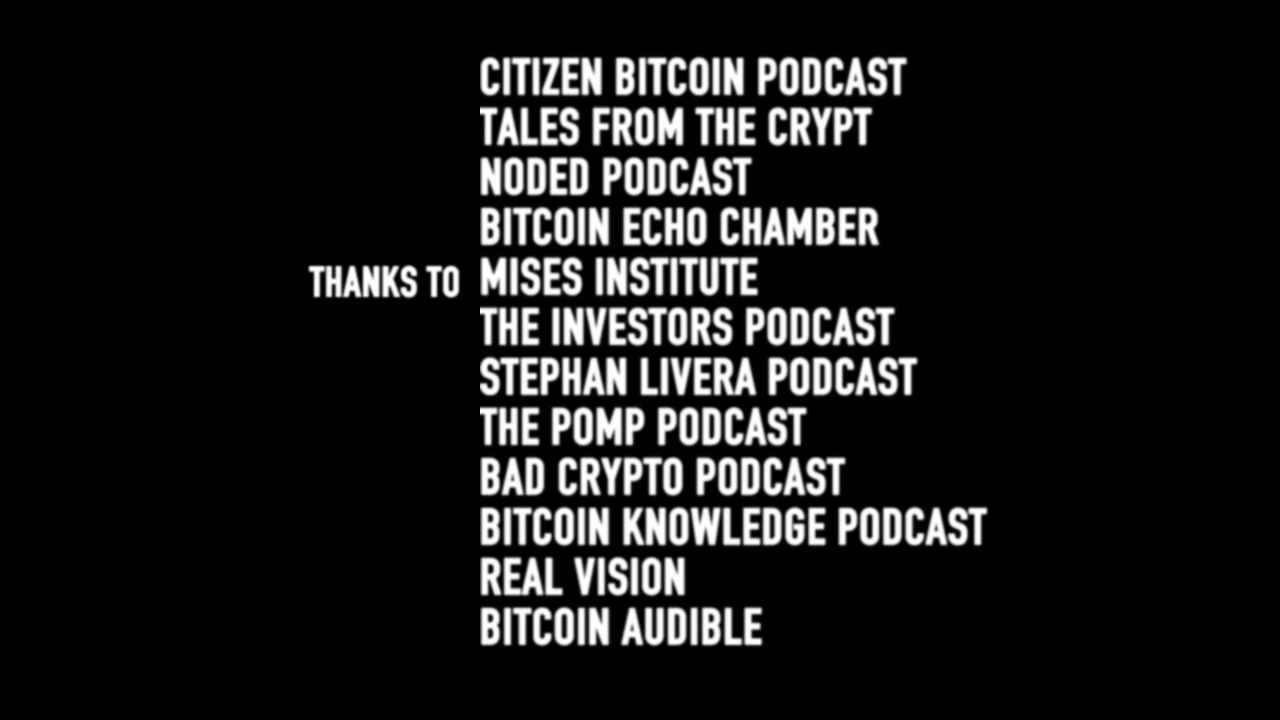 CITIZEN BITCOIN PODCAST
TALES FROM THE CRYPT
NODED PODCAST
BITCOIN ECHO CHAMBER
THANKS TO MISES INSTITUTE
THE INVESTORS PODCAST
STEPHAN LIVERA PODCAST
THE POMP PODCAST
BAD CRYPTO PODCAST
BITCOIN KNOWLEDGE PODCAST
REAL VISION
BITCOIN AUDIBLE